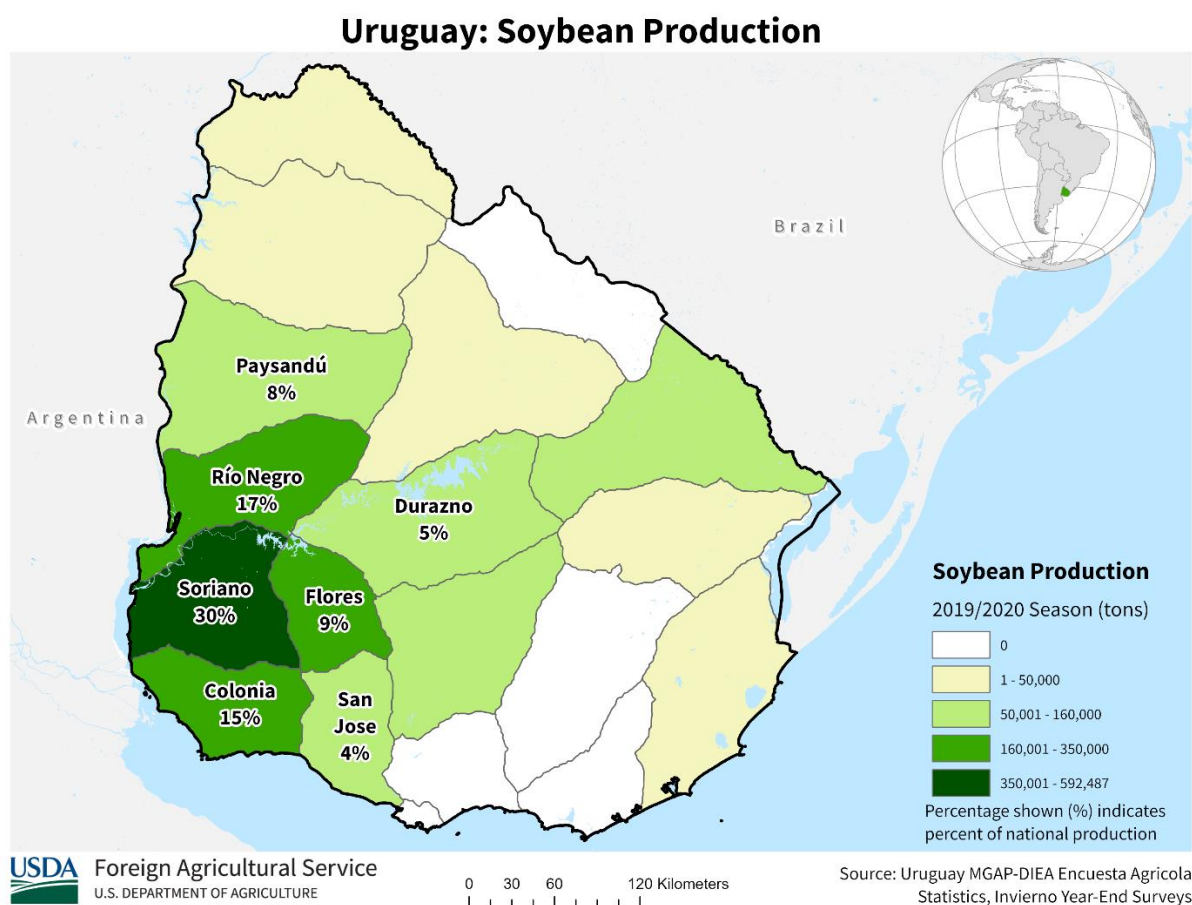 Uruguay: Soybean Production
Brazil
Argentina
Paysandú
8%
Río Negro
17%
Durazno
5%
Soriano
30%
Flores
9%
Colonia
15%
San
Jose
4%
Soybean Production
2019/2020 Season (tons)
0
1 - 50,000
50,001 - 160,000
160,001 - 350,000
350,001 - 592,487
Percentage shown (%) indicates
percent of national production
USDA
Foreign Agricultural Service
U.S. DEPARTMENT OF AGRICULTURE
0 30 60 120 Kilometers
Source: Uruguay MGAP-DIEA Encuesta Agricola
Statistics, Invierno Year-End Surveys